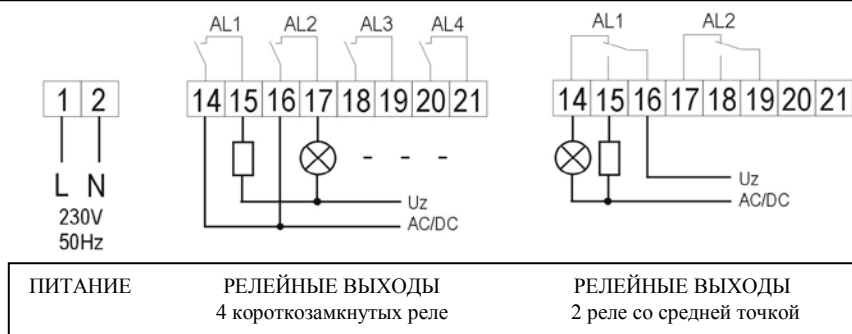 AL1 AL2 AL3 AL4 AL1 AL2
1 2 14 15 16 17 18 19 20 21 14 15 16 17 18 19 20 21
L N
230V
50Hz
Uz
AC/DC
Uz
AC/DC
ПИТАНИЕ РЕЛЕЙНЫЕ ВЫХОДЫ РЕЛЕЙНЫЕ ВЫХОДЫ
4 короткозамкнутых реле 2 реле со средней точкой